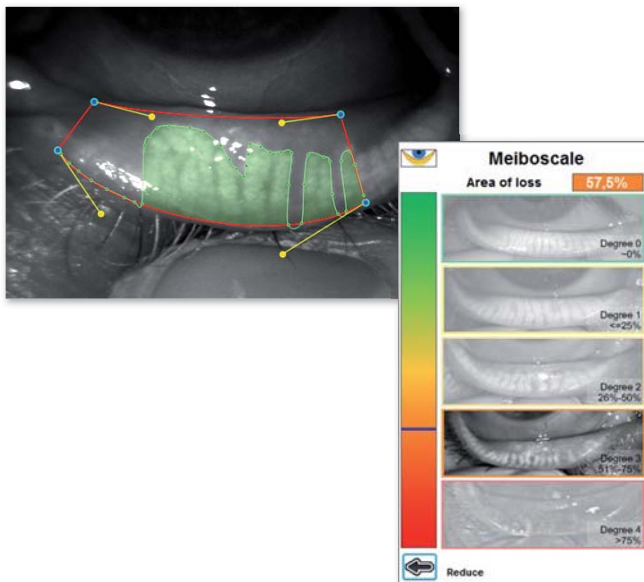 Meiboscale
Area of loss 57,5%
Degree 0
~0%
Degree 1
<=25%
Degree 2
26%-50%
Degree 3
51%-75%
Degree 4
>75%
Reduce